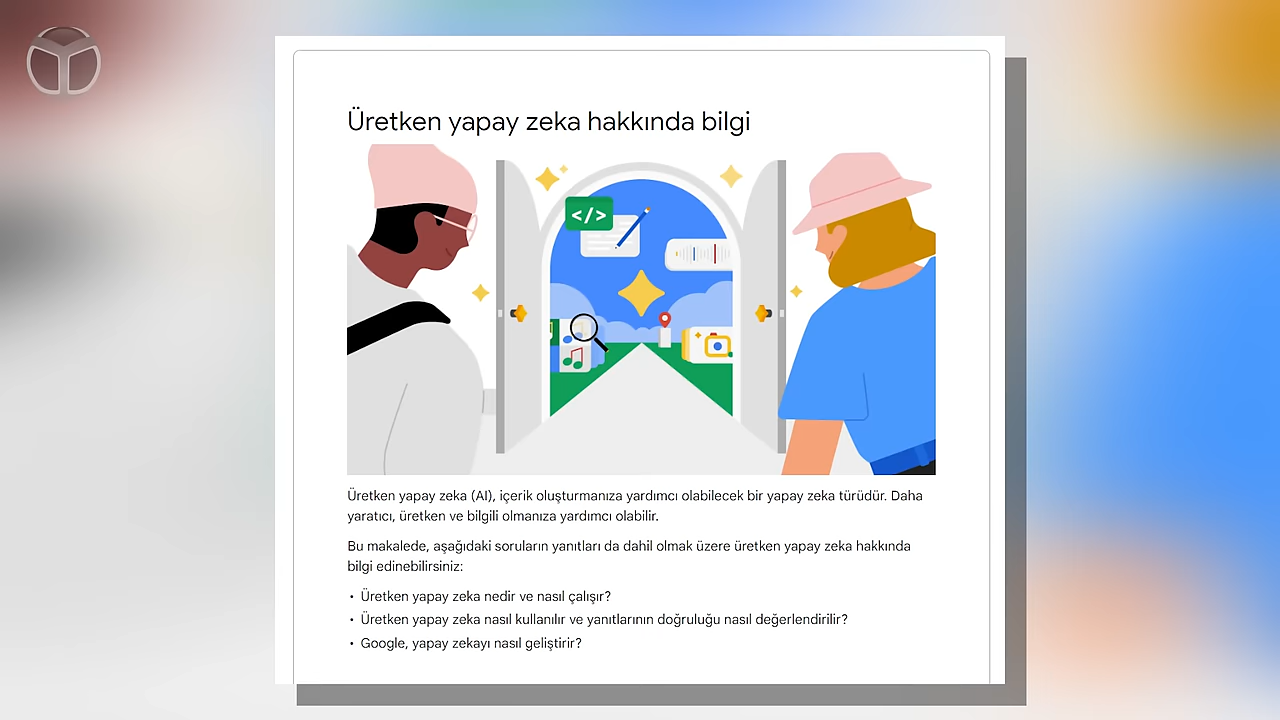 Üretken yapay zeka hakkında bilgi
</>
Üretken yapay zeka (AI), içerik oluşturmanıza yardımcı olabilecek bir yapay zeka türüdür. Daha
yaratıcı, üretken ve bilgili olmanıza yardımcı olabilir.
Bu makalede, aşağıdaki soruların yanıtları da dahil olmak üzere üretken yapay zeka hakkında
bilgi edinebilirsiniz:
• Üretken yapay zeka nedir ve nasıl çalışır?
• Üretken yapay zeka nasıl kullanılır ve yanıtlarının doğruluğu nasıl değerlendirilir?
• Google, yapay zekayı nasıl geliştirir?